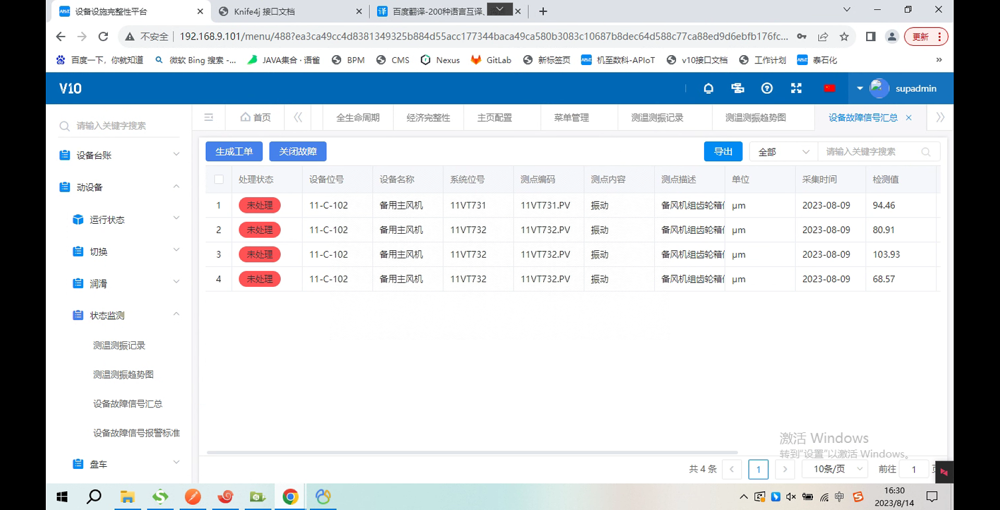 设备设施完整性平台
Knife4j 接口文档
百度翻译-200种语言互译、
不安全
192.168.9.101/menu/488?ea3ca49cc4d8381349325b884d55acc177344baca49ca580b3083c10687b8dec64d588c77ca88ed9d6ebfb176fc...
更新
百度一下，你就知道
微软 Bing 搜索 -...
JAVA集合 · 语雀
BPM
CMS
Nexus
GitLab
新标签页
机至数科-APIoT
v10接口文档
工作计划
泰石化
V10
supadmin
请输入关键字搜索
首页
全生命周期
经济完整性
主页配置
菜单管理
测温测振记录
测温测振趋势图
设备故障信号汇总
设备台账
动设备
运行状态
切换
润滑
状态监测
测温测振记录
测温测振趋势图
设备故障信号汇总
设备故障信号报警标准
盘车
生成工单
关闭故障
导出
全部
请输入关键字搜索
处理状态 设备位号 设备名称 系统位号 测点编码 测点内容 测点描述 单位 采集时间 检测值
1 未处理 11-C-102 备用主风机 11VT731 11VT731.PV 振动 备风机组齿轮箱 μm 2023-08-09 94.46
2 未处理 11-C-102 备用主风机 11VT732 11VT732.PV 振动 备风机组齿轮箱 μm 2023-08-09 80.91
3 未处理 11-C-102 备用主风机 11VT732 11VT732.PV 振动 备风机组齿轮箱 μm 2023-08-09 103.93
4 未处理 11-C-102 备用主风机 11VT732 11VT732.PV 振动 备风机组齿轮箱 μm 2023-08-09 68.57
激活 Windows
转到“设置”以激活 Windows。
共 4 条
1
10条/页
前往
1
中
16:30
2023/8/14